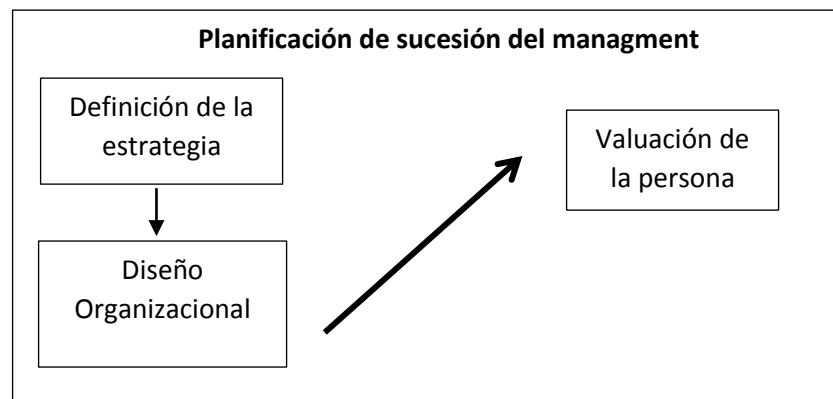 Planificación de sucesión del managment
Definición de la
estrategia
Diseño
Organizacional
Valuación de
la persona